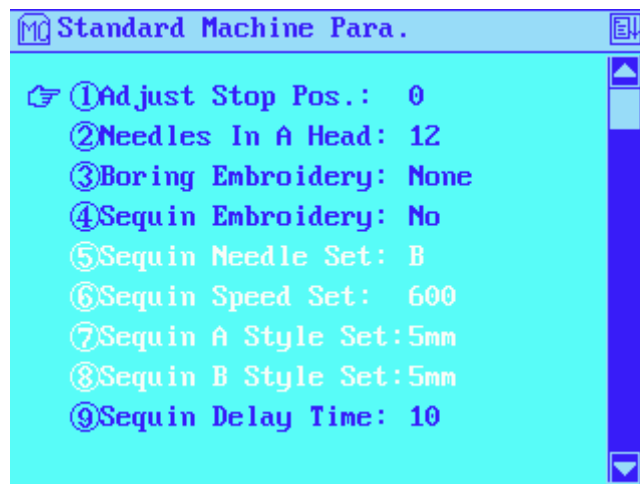 MC Standard Machine Para.
①Adjust Stop Pos.: 0
②Needles In A Head: 12
③Boring Embroidery: None
④Sequin Embroidery: No
⑤Sequin Needle Set: B
⑥Sequin Speed Set: 600
⑦Sequin A Style Set:5mm
⑧Sequin B Style Set:5mm
⑨Sequin Delay Time: 10